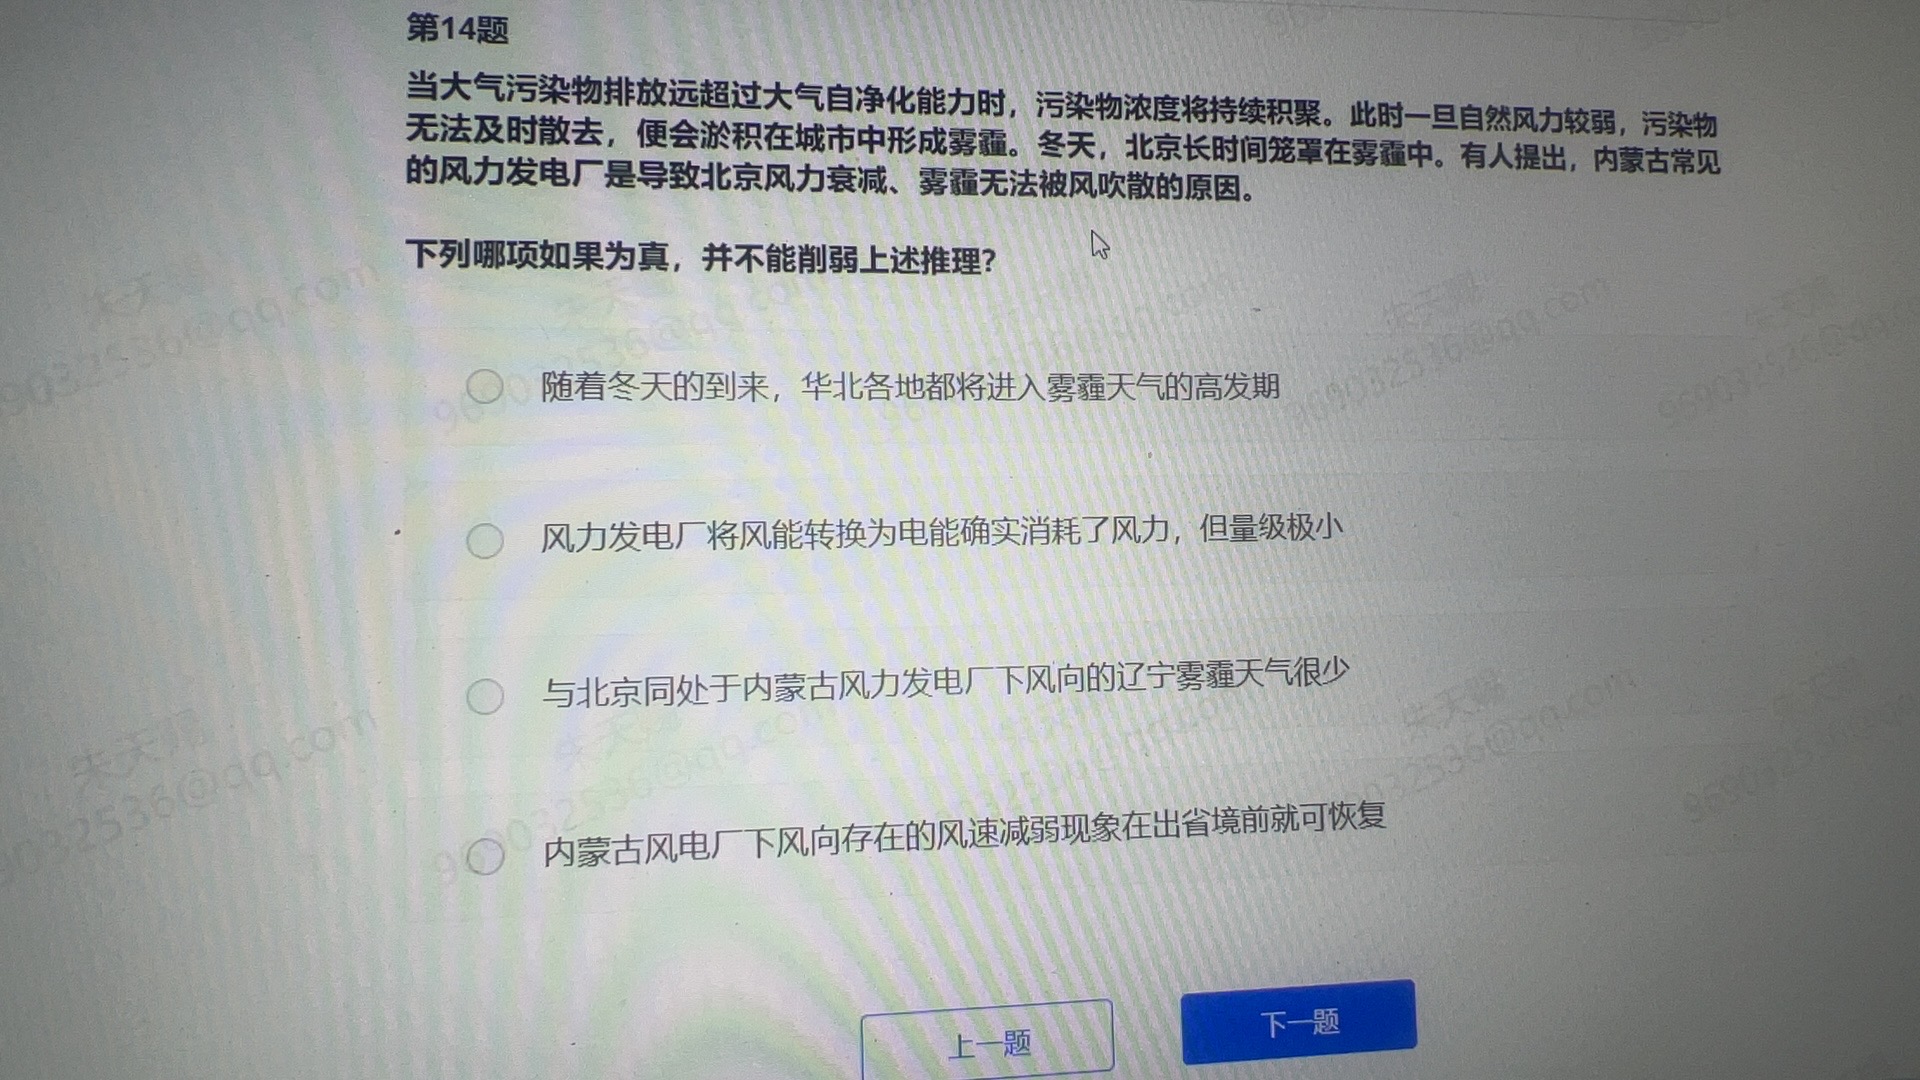 第14题
当大气污染物排放远超过大气自净化能力时，污染物浓度将持续积聚。此时一旦自然风力较弱，污染物
无法及时散去，便会淤积在城市中形成雾霾。冬天，北京长时间笼罩在雾霾中。有人提出，内蒙古常见
的风力发电厂是导致北京风力衰减、雾霾无法被风吹散的原因。
下列哪项如果为真，并不能削弱上述推理？
随着冬天的到来，华北各地都将进入雾霾天气的高发期
风力发电厂将风能转换为电能确实消耗了风力，但量级极小
与北京同处于内蒙古风力发电厂下风向的辽宁雾霾天气很少
内蒙古风电厂下风向存在的风速减弱现象在出省境前就可恢复
上一题
下一题